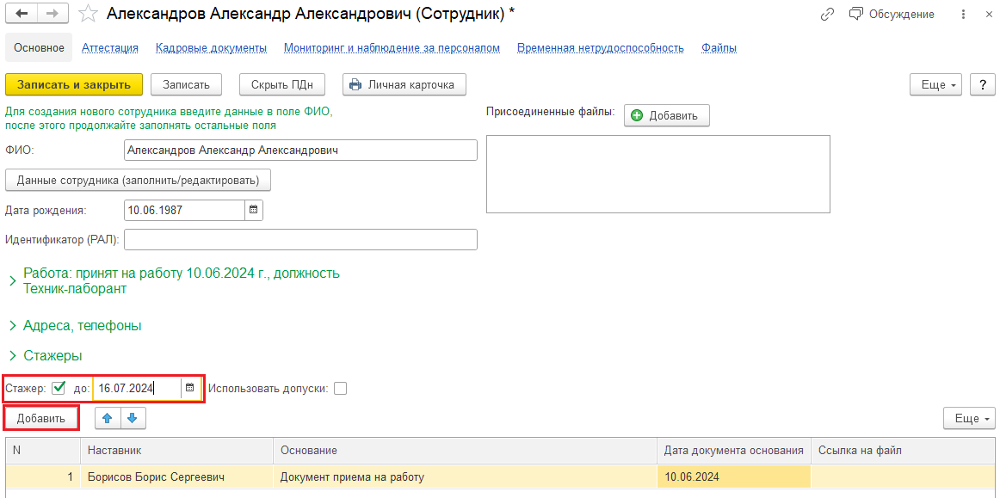 Александров Александр Александрович (Сотрудник) * Обсуждение
Основное Аттестация Кадровые документы Мониторинг и наблюдение за персоналом Временная нетрудоспособность Файлы
Записать и закрыть Записать Скрыть ПДн Личная карточка Еще ?
Для создания нового сотрудника введите данные в поле ФИО,
после этого продолжайте заполнять остальные поля
Присоединенные файлы: Добавить
ФИО: Александров Александр Александрович
Данные сотрудника (заполнить/редактировать)
Дата рождения: 10.06.1987
Идентификатор (РАЛ):
Работа: принят на работу 10.06.2024 г., должность
Техник-лаборант
Адреса, телефоны
Стажеры
Стажер: до: 16.07.2024 Использовать допуски:
Добавить Еще
N Наставник Основание Дата документа основания Ссылка на файл
1 Борисов Борис Сергеевич Документ приема на работу 10.06.2024